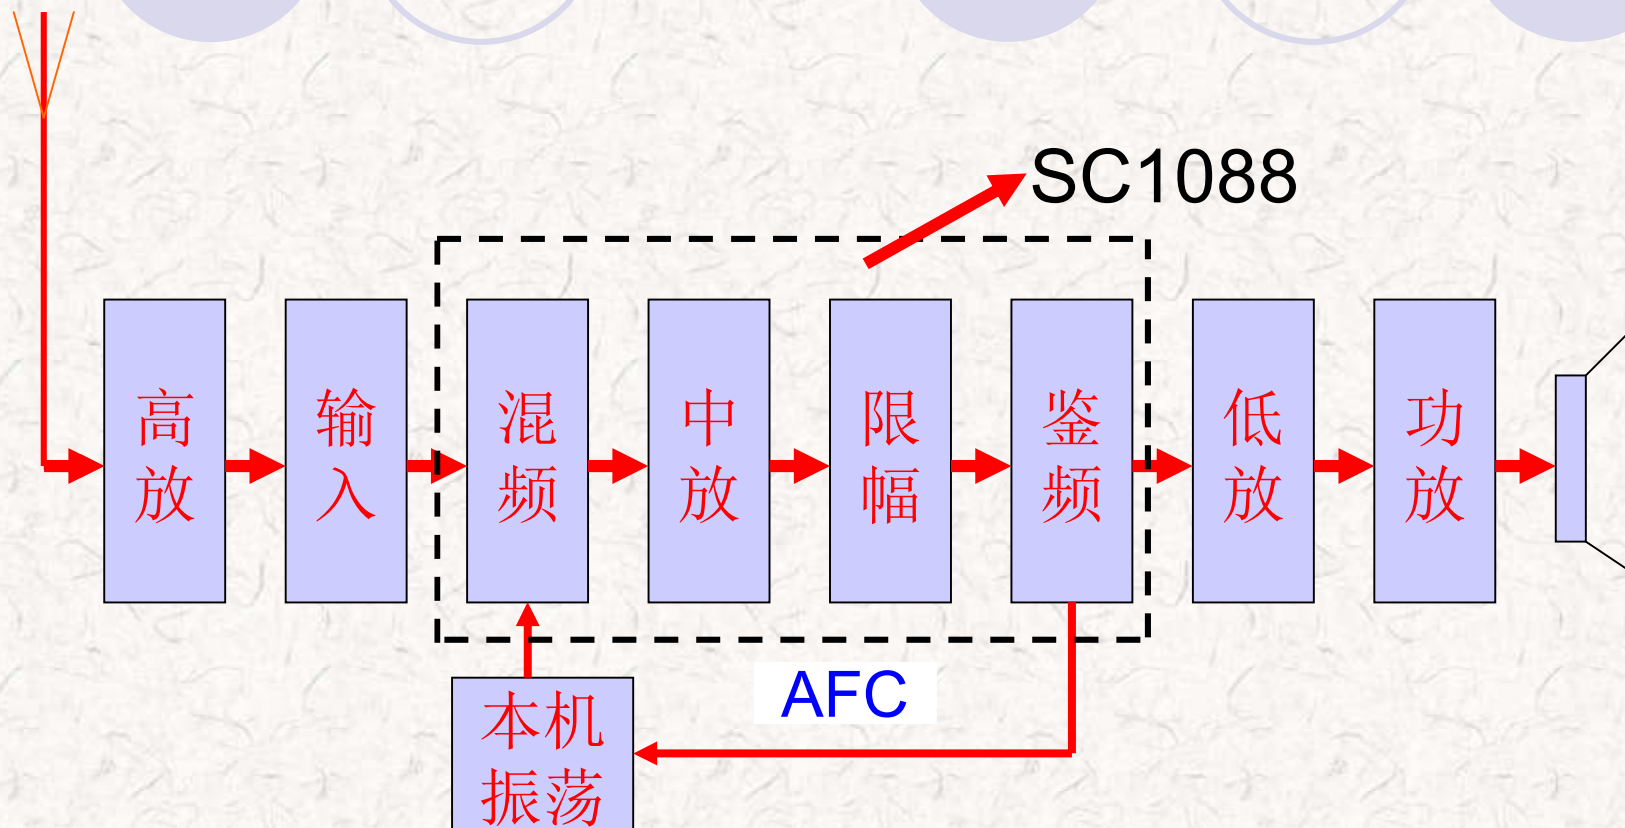 SC1088
高
放
输
入
混
频
中
放
限
幅
鉴
频
低
放
功
放
AFC
本机
振荡